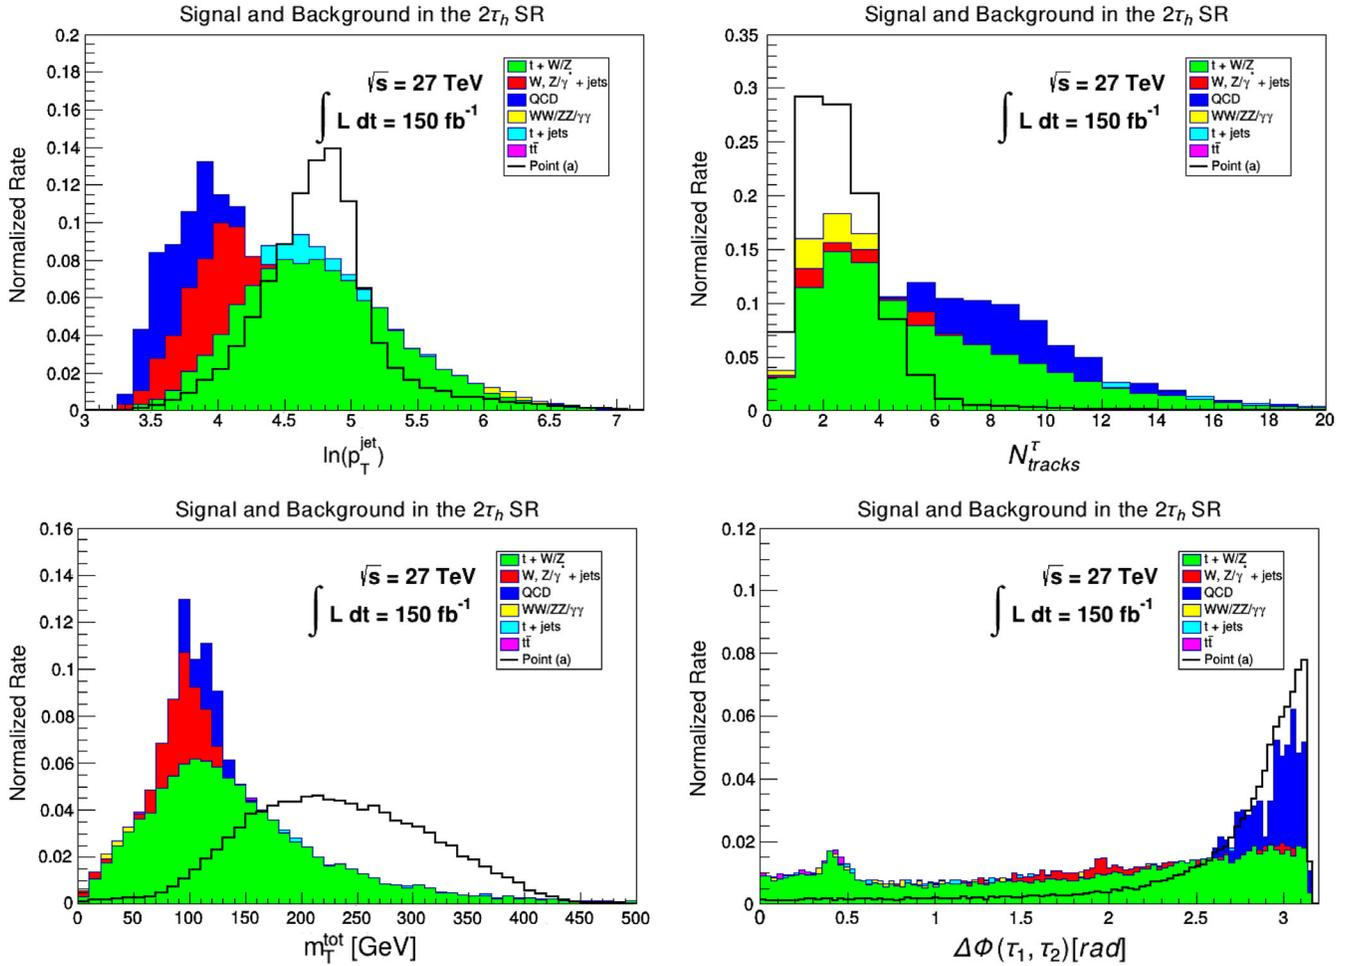 Signal and Background in the 2τh SR
0.2
0.18
0.16
0.14
0.12
0.1
0.08
0.06
0.04
0.02
0
Normalized Rate
√s = 27 TeV
∫ L dt = 150 fb-1
t + W/Z
W, Z/γ* + jets
QCD
WW/ZZ/γγ
t + jets
tt̄
Point (a)
3 3.5 4 4.5 5 5.5 6 6.5 7
ln(pTjet)
Signal and Background in the 2τh SR
0.35
0.3
0.25
0.2
0.15
0.1
0.05
0
Normalized Rate
√s = 27 TeV
∫ L dt = 150 fb-1
t + W/Z
W, Z/γ* + jets
QCD
WW/ZZ/γγ
t + jets
tt̄
Point (a)
0 2 4 6 8 10 12 14 16 18 20
Nτtracks
Signal and Background in the 2τh SR
0.16
0.14
0.12
0.1
0.08
0.06
0.04
0.02
0
Normalized Rate
√s = 27 TeV
∫ L dt = 150 fb-1
t + W/Z
W, Z/γ* + jets
QCD
WW/ZZ/γγ
t + jets
tt̄
Point (a)
0 50 100 150 200 250 300 350 400 450 500
mTtot [GeV]
Signal and Background in the 2τh SR
0.12
0.1
0.08
0.06
0.04
0.02
0
Normalized Rate
√s = 27 TeV
∫ L dt = 150 fb-1
t + W/Z
W, Z/γ* + jets
QCD
WW/ZZ/γγ
t + jets
tt̄
Point (a)
0 0.5 1 1.5 2 2.5 3
ΔΦ(τ1, τ2)[rad]